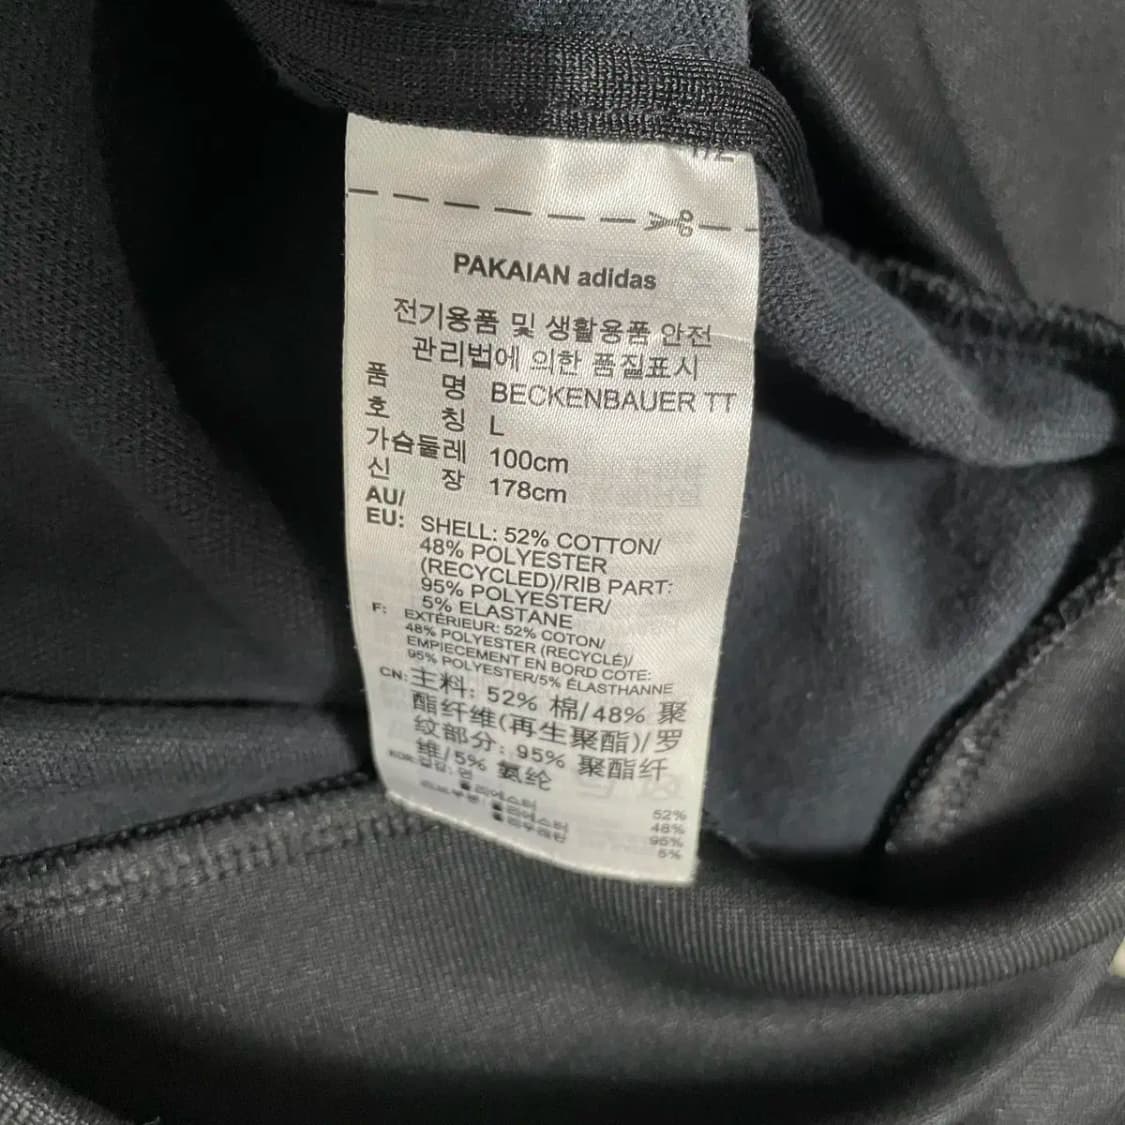 PAKAIAN adidas
전기용품 및 생활용품 안전
관리법에 의한 품질표시
품 명 BECKENBAUER TT
호 칭 L
가슴둘레 100cm
신 장 178cm
AU/
EU: SHELL: 52% COTTON/
48% POLYESTER
(RECYCLED)/RIB PART:
95% POLYESTER/
5% ELASTANE
F: EXTÉRIEUR: 52% COTON/
48% POLYESTER (RECYCLÉ)/
EMPIECEMENT EN BORD COTE:
95% POLYESTER/5% ÉLASTHANNE
CN: 主料: 52% 棉/48% 聚
酯纤维(再生聚酯)/罗
纹部分: 95% 聚酯纤
维/5% 氨纶
52%
48%
95%
5%